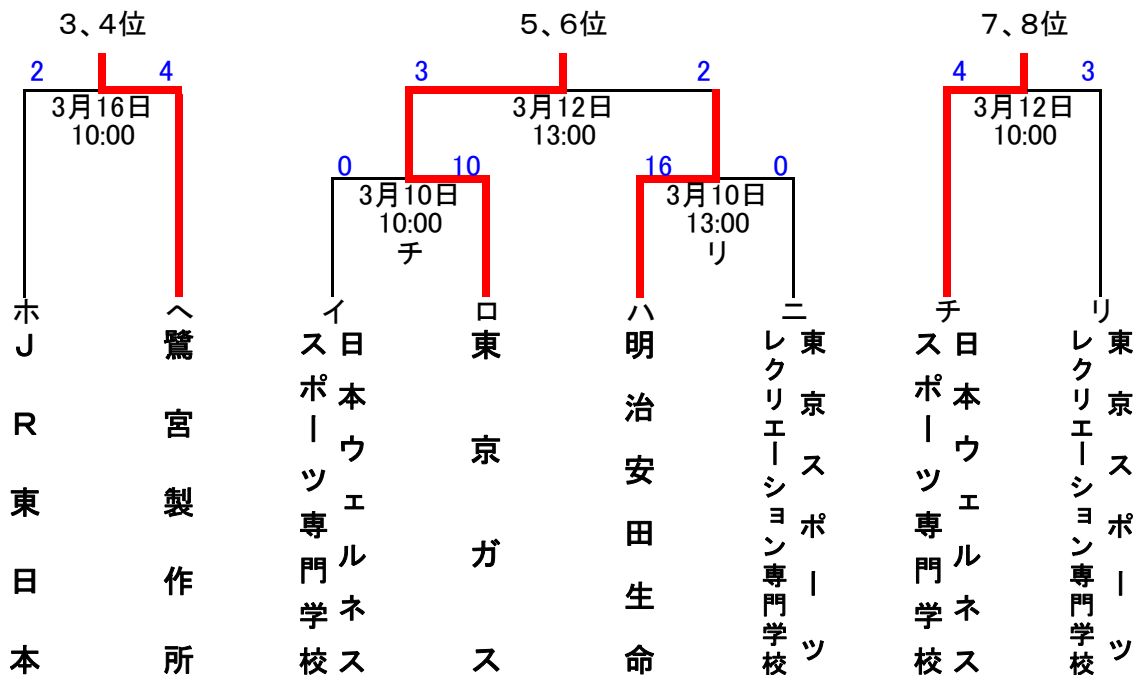 3、4位
5、6位
7、8位
2
4
3月16日
10:00
3
2
3月12日
13:00
4
3
3月12日
10:00
0
10
3月10日
10:00
チ
16
0
3月10日
13:00
リ
ホ
ヘ
イ
ロ
ハ
ニ
チ
リ
JR東日本
鷺宮製作所
日本ウェルネス
スポーツ専門学校
東京ガス
明治安田生命
東京スポーツ
レクリエーション専門学校
日本ウェルネス
スポーツ専門学校
東京スポーツ
レクリエーション専門学校